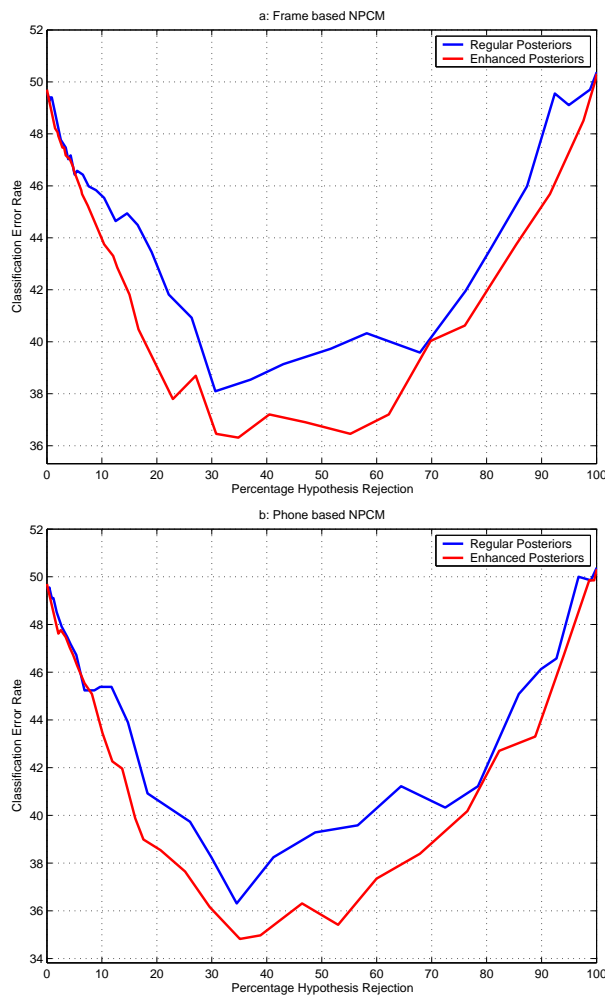 a: Frame based NPCM
52
50
48
46
44
42
40
38
36
Classification Error Rate
Regular Posteriors
Enhanced Posteriors
0 10 20 30 40 50 60 70 80 90 100
Percentage Hypothesis Rejection
b: Phone based NPCM
52
50
48
46
44
42
40
38
36
34
Classification Error Rate
Regular Posteriors
Enhanced Posteriors
0 10 20 30 40 50 60 70 80 90 100
Percentage Hypothesis Rejection